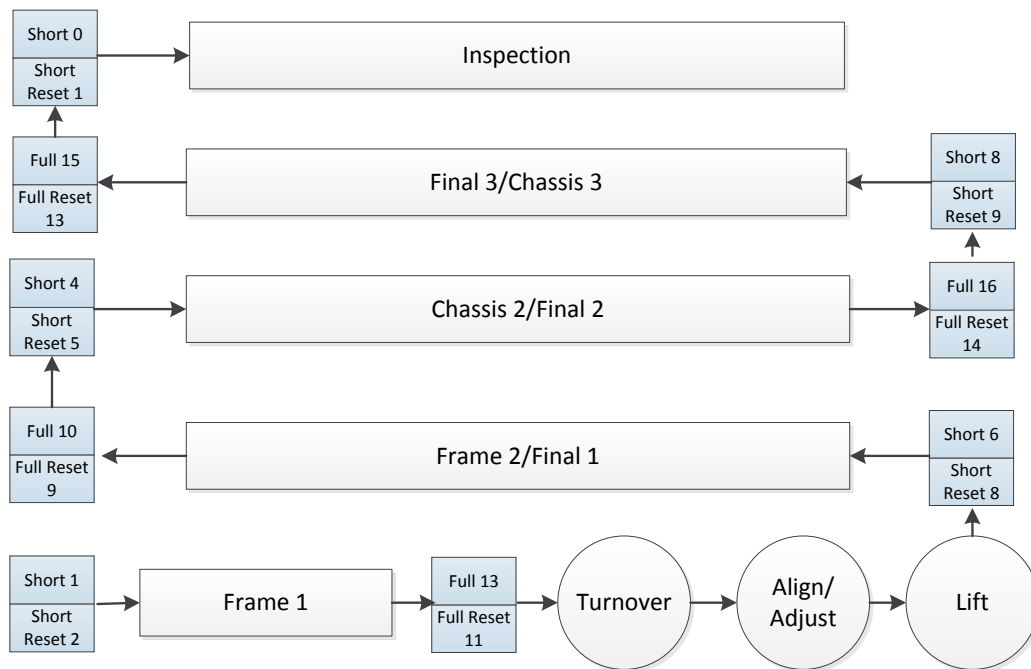 Short 0
Short
Reset 1
Inspection
Full 15
Full Reset
13
Final 3/Chassis 3
Short 8
Short
Reset 9
Short 4
Short
Reset 5
Chassis 2/Final 2
Full 16
Full Reset
14
Full 10
Full Reset
9
Frame 2/Final 1
Short 6
Short
Reset 8
Short 1
Short
Reset 2
Frame 1
Full 13
Full Reset
11
Turnover
Align/
Adjust
Lift